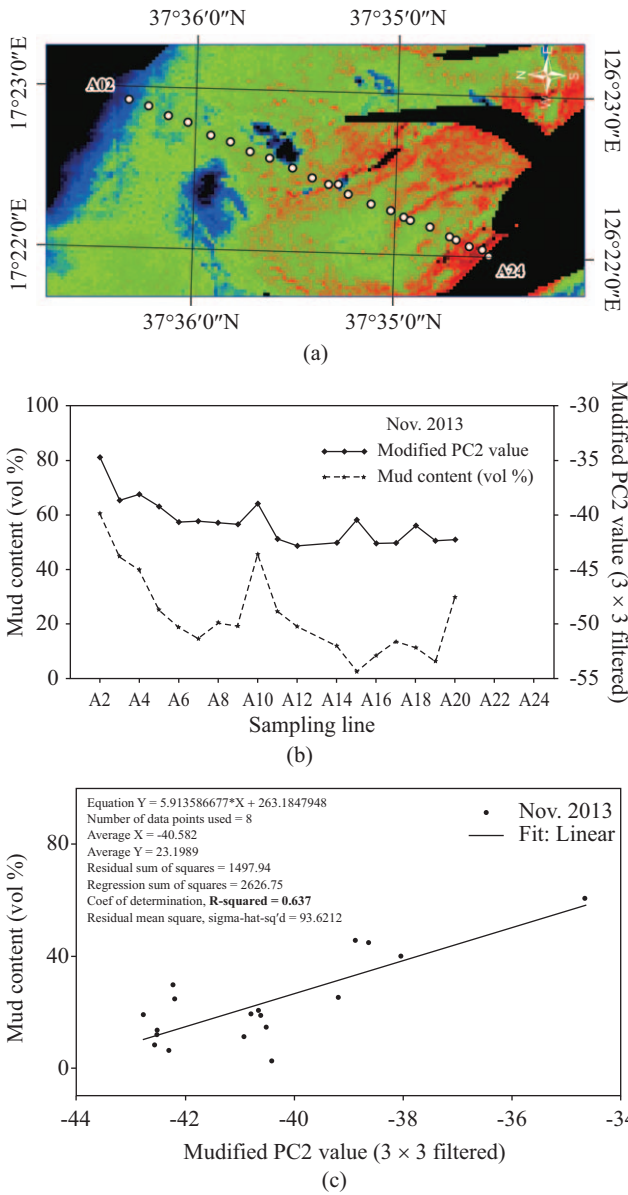 37°36′0″N 37°35′0″N
17°23′0″E
126°23′0″E
A02
N E S W
17°22′0″E
126°22′0″E
A24
37°36′0″N 37°35′0″N
(a)
100 -30
Nov. 2013
Modified PC2 value
Mud content (vol %)
80 -35
60 -40
40 -45
20 -50
0 -55
Mud content (vol %)
Mudified PC2 value (3 × 3 filtered)
A2 A4 A6 A8 A10 A12 A14 A16 A18 A20 A22 A24
Sampling line
(b)
Equation Y = 5.913586677*X + 263.1847948
Number of data points used = 8
Average X = -40.582
Average Y = 23.1989
Residual sum of squares = 1497.94
Regression sum of squares = 2626.75
Coef of determination, R-squared = 0.637
Residual mean square, sigma-hat-sq'd = 93.6212
Nov. 2013
Fit: Linear
Mud content (vol %)
80
40
0
-44 -42 -40 -38 -36 -34
Mudified PC2 value (3 × 3 filtered)
(c)